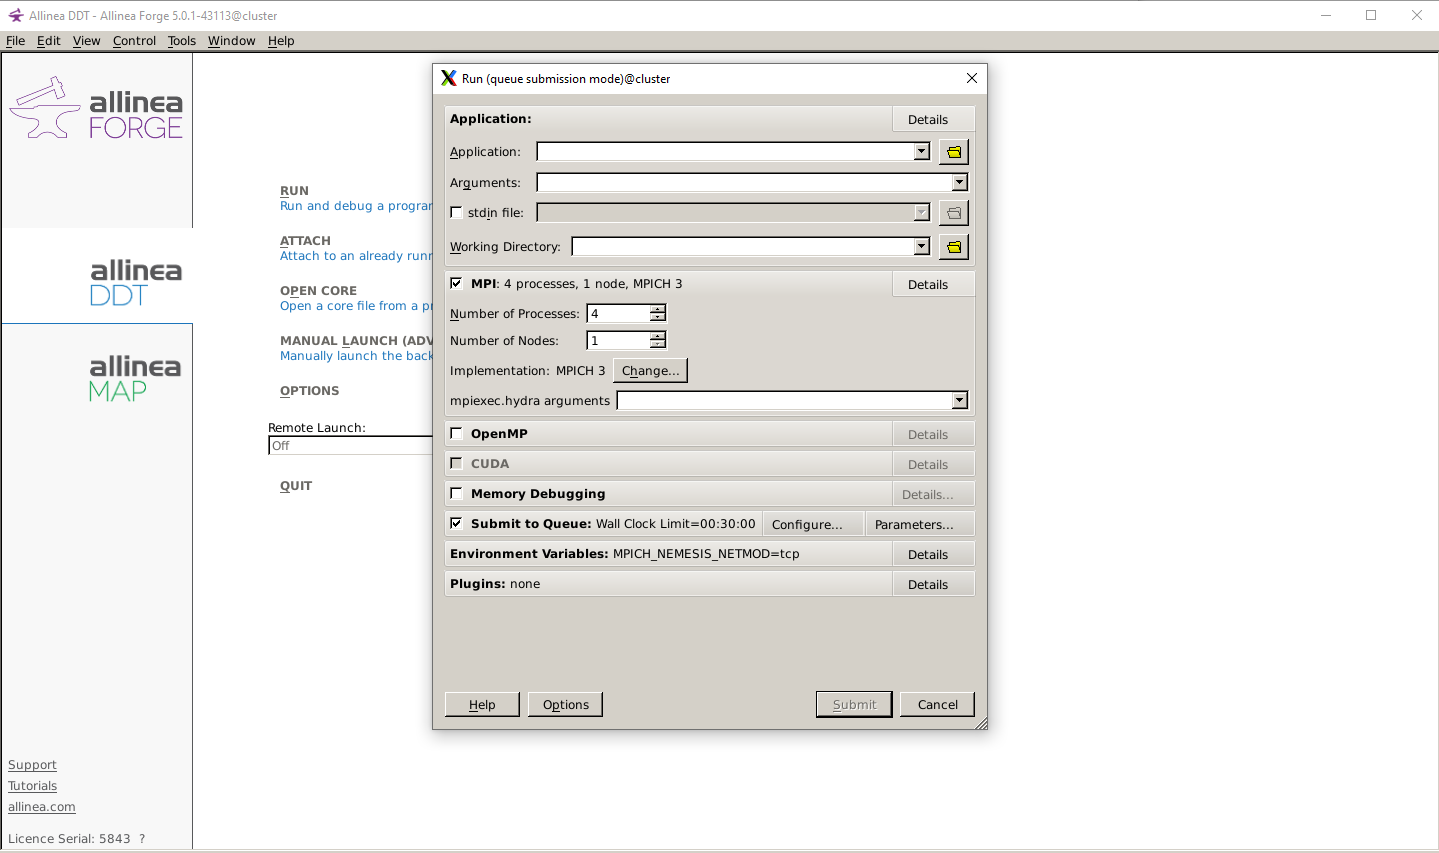 Allinea DDT - Allinea Forge 5.0.1-43113@cluster
File Edit View Control Tools Window Help
allinea
FORGE
allinea
DDT
allinea
MAP
Support
Tutorials
allinea.com
Licence Serial: 5843 ?
RUN
Run and debug a program
ATTACH
Attach to an already runn
OPEN CORE
Open a core file from a pr
MANUAL LAUNCH (ADV
Manually launch the back
OPTIONS
Remote Launch:
Off
QUIT
Run (queue submission mode)@cluster
Application: Details
Application:
Arguments:
stdin file:
Working Directory:
MPI: 4 processes, 1 node, MPICH 3 Details
Number of Processes: 4
Number of Nodes: 1
Implementation: MPICH 3 Change...
mpiexec.hydra arguments
OpenMP Details
CUDA Details
Memory Debugging Details...
Submit to Queue: Wall Clock Limit=00:30:00 Configure... Parameters...
Environment Variables: MPICH_NEMESIS_NETMOD=tcp Details
Plugins: none Details
Help Options Submit Cancel